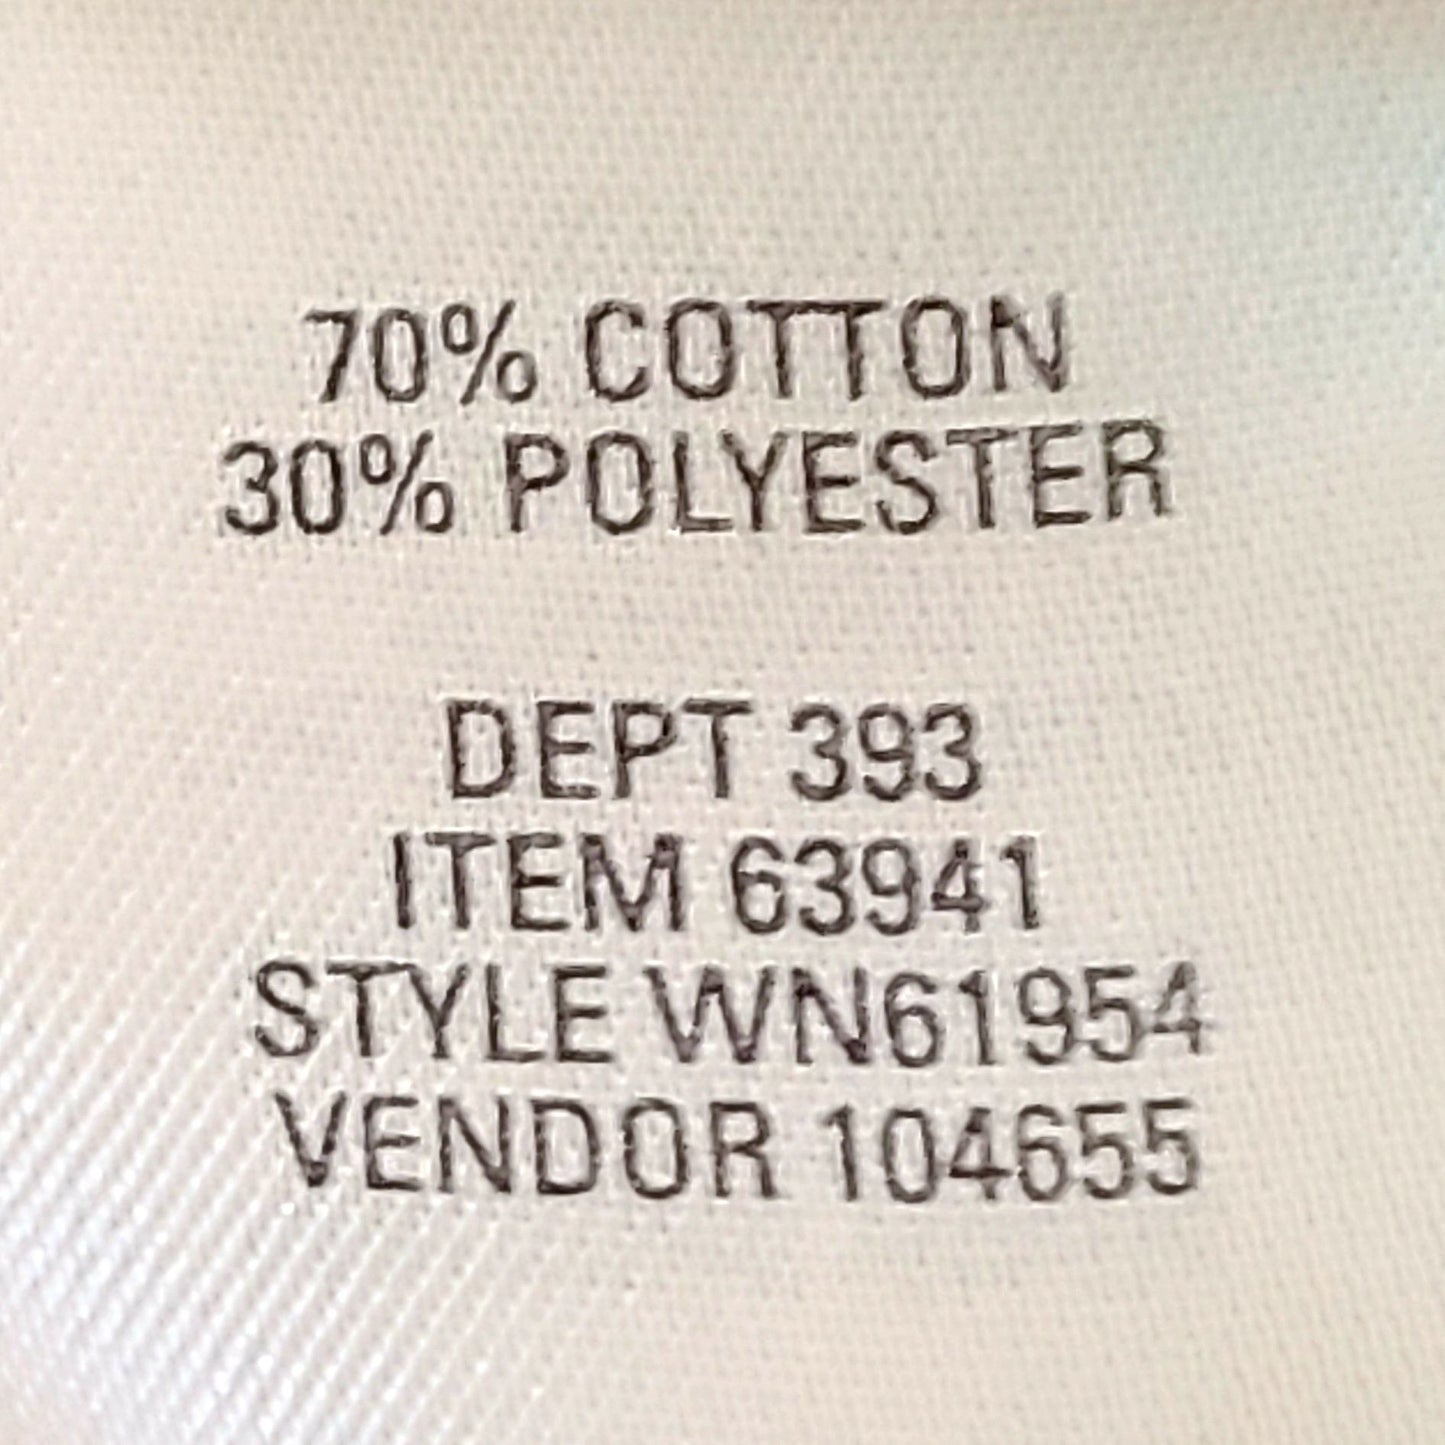 70% COTTON
30% POLYESTER
DEPT 393
ITEM 63941
STYLE WN61954
VENDOR 104655